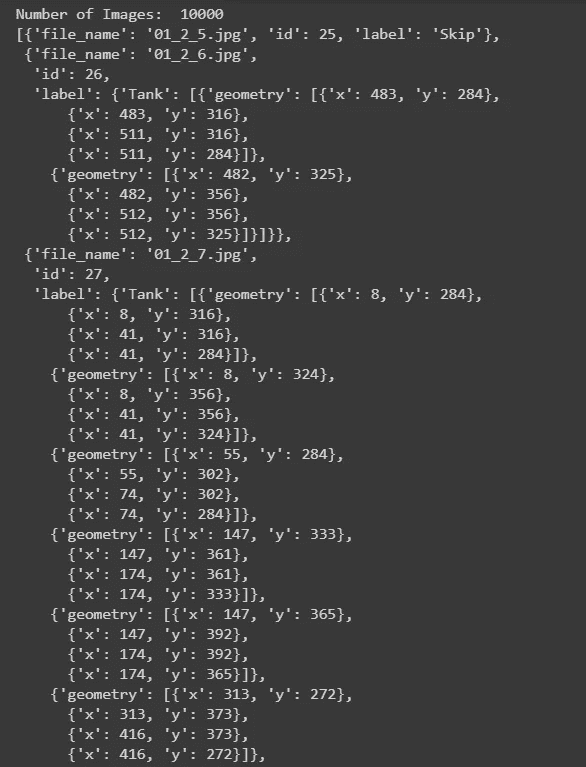 Number of Images:  10000
[{'file_name': '01_2_5.jpg', 'id': 25, 'label': 'Skip'},
 {'file_name': '01_2_6.jpg',
  'id': 26,
  'label': {'Tank': [{'geometry': [{'x': 483, 'y': 284},
      {'x': 483, 'y': 316},
      {'x': 511, 'y': 316},
      {'x': 511, 'y': 284}]},
    {'geometry': [{'x': 482, 'y': 325},
      {'x': 482, 'y': 356},
      {'x': 512, 'y': 356},
      {'x': 512, 'y': 325}]}]}},
 {'file_name': '01_2_7.jpg',
  'id': 27,
  'label': {'Tank': [{'geometry': [{'x': 8, 'y': 284},
      {'x': 8, 'y': 316},
      {'x': 41, 'y': 316},
      {'x': 41, 'y': 284}]},
    {'geometry': [{'x': 8, 'y': 324},
      {'x': 8, 'y': 356},
      {'x': 41, 'y': 356},
      {'x': 41, 'y': 324}]},
    {'geometry': [{'x': 55, 'y': 284},
      {'x': 55, 'y': 302},
      {'x': 74, 'y': 302},
      {'x': 74, 'y': 284}]},
    {'geometry': [{'x': 147, 'y': 333},
      {'x': 147, 'y': 361},
      {'x': 174, 'y': 361},
      {'x': 174, 'y': 333}]},
    {'geometry': [{'x': 147, 'y': 365},
      {'x': 147, 'y': 392},
      {'x': 174, 'y': 392},
      {'x': 174, 'y': 365}]},
    {'geometry': [{'x': 313, 'y': 272},
      {'x': 313, 'y': 373},
      {'x': 416, 'y': 373},
      {'x': 416, 'y': 272}]},